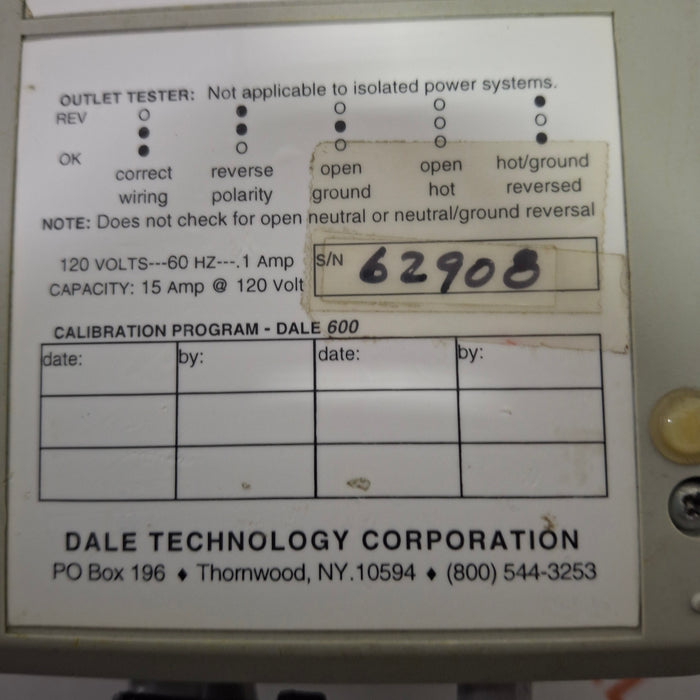 OUTLET TESTER: Not applicable to isolated power systems.
REV ○ ● ○ ○ ●
● ● ● ○ ○
OK ● ○ ○ ○ ●
correct reverse open open hot/ground
wiring polarity ground hot reversed
NOTE: Does not check for open neutral or neutral/ground reversal
120 VOLTS---60 HZ---.1 Amp S/N 62908
CAPACITY: 15 Amp @ 120 Volt
CALIBRATION PROGRAM - DALE 600
date: by: date: by:
DALE TECHNOLOGY CORPORATION
PO Box 196 ♦ Thornwood, NY.10594 ♦ (800) 544-3253